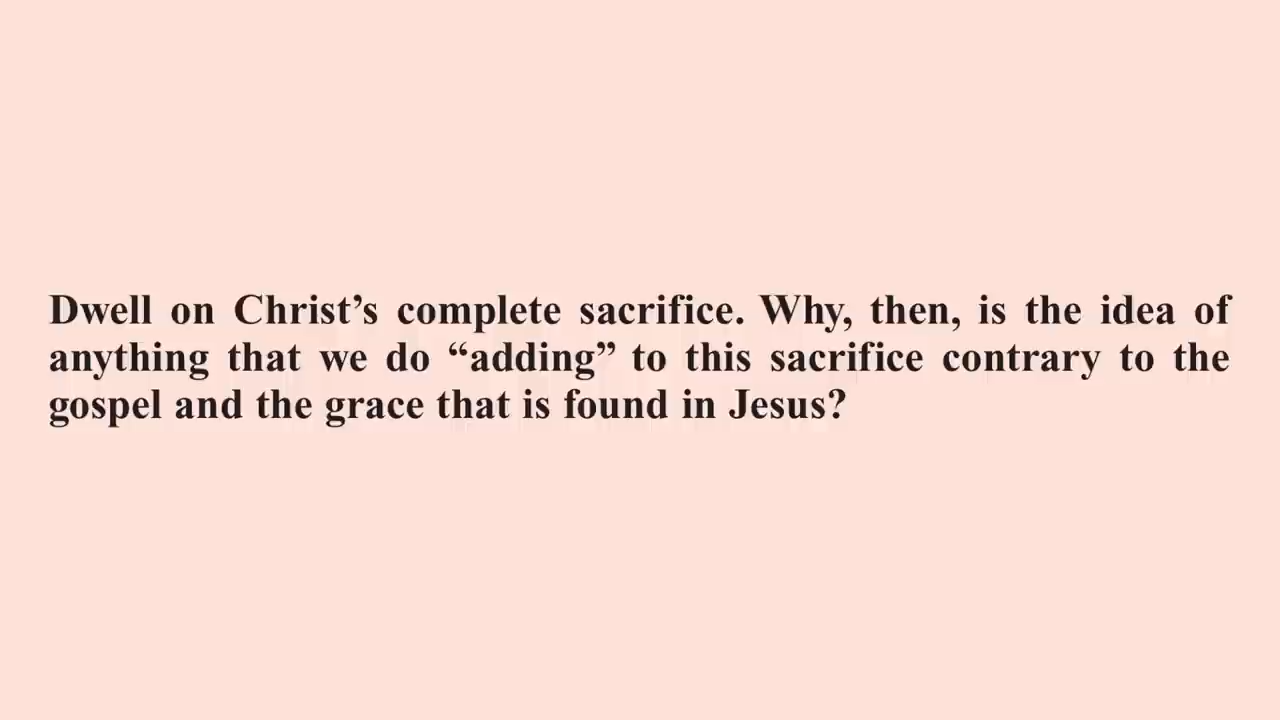 Dwell on Christ’s complete sacrifice. Why, then, is the idea of
anything that we do “adding” to this sacrifice contrary to the
gospel and the grace that is found in Jesus?